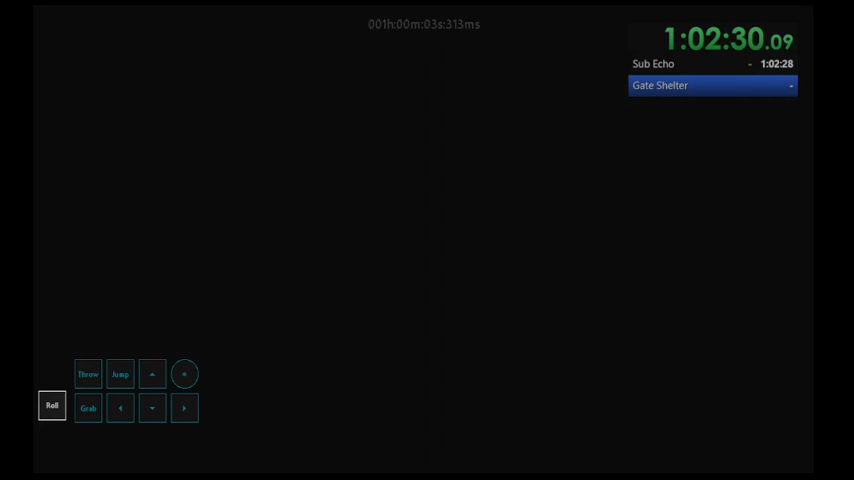 001h:00m:03s:313ms
1:02:30.09
Sub Echo - 1:02:28
Gate Shelter -
Throw Jump
Roll Grab